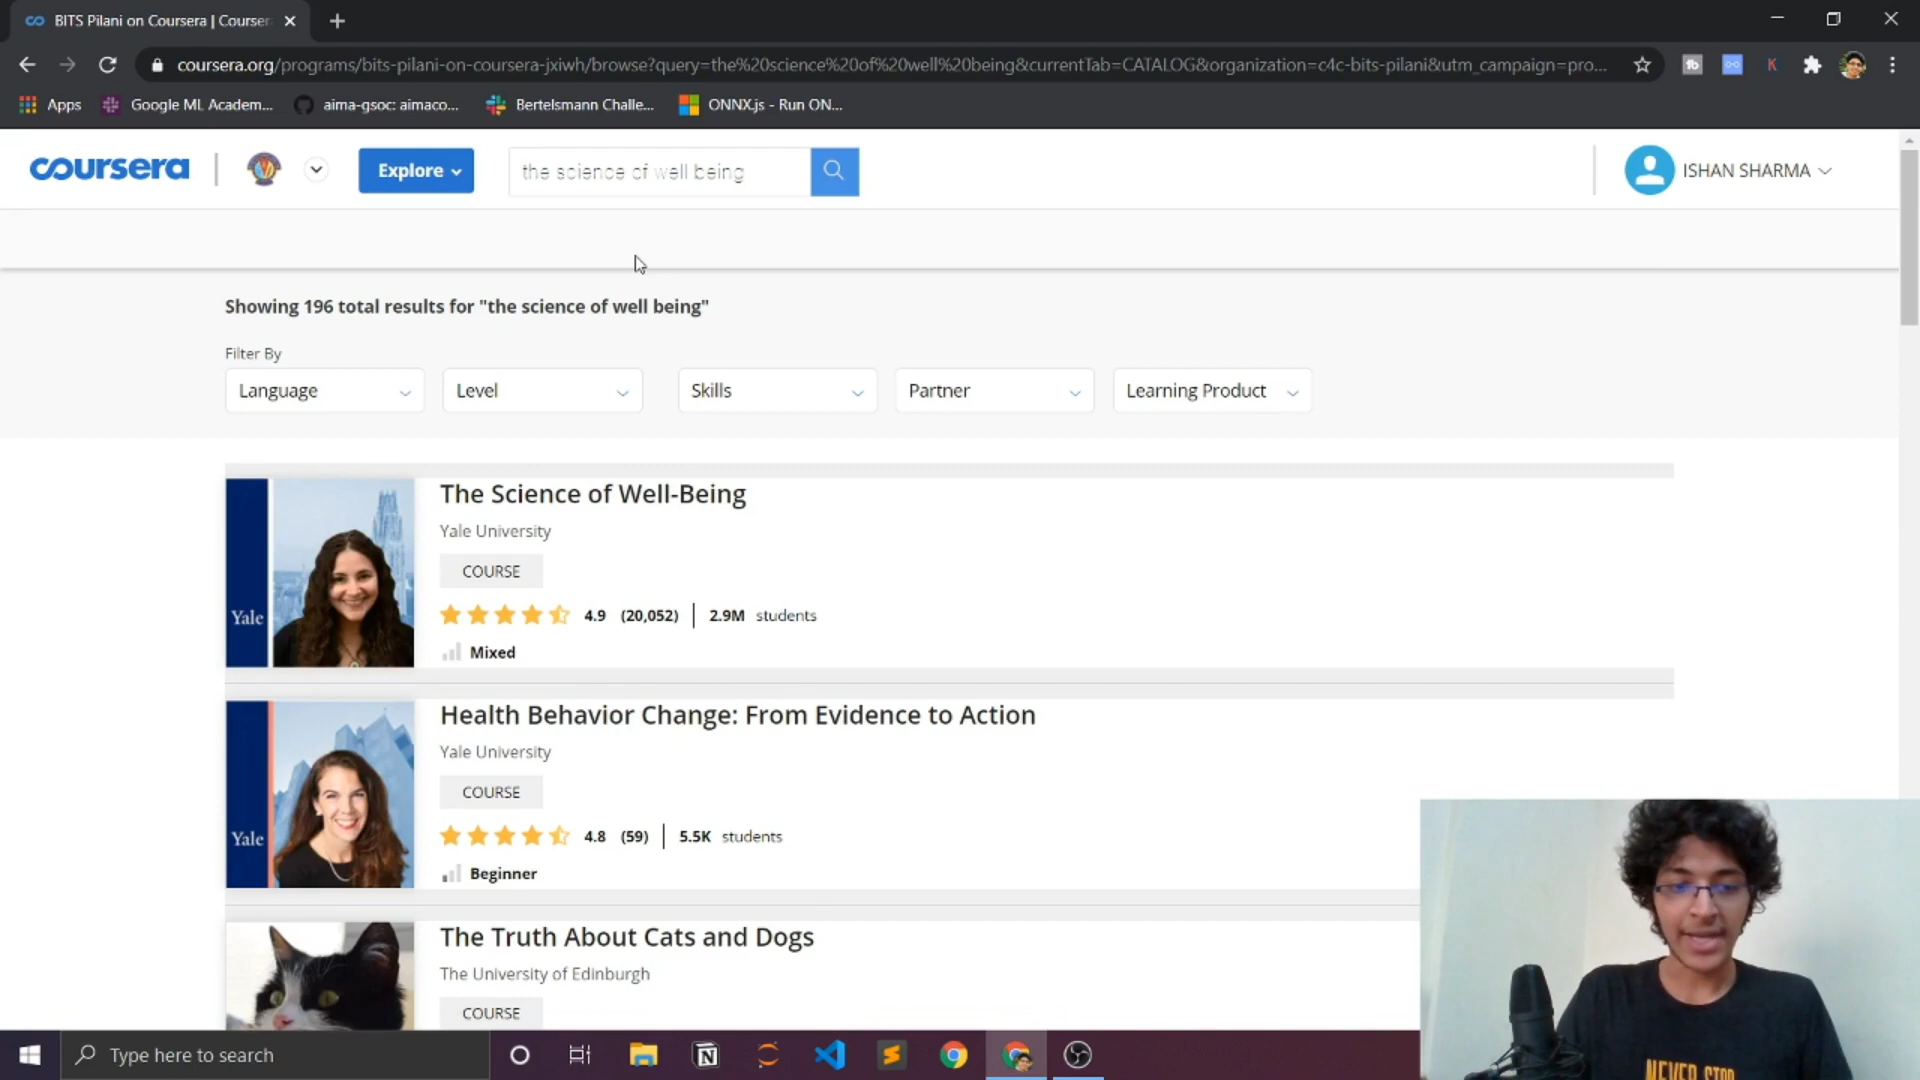 BITS Pilani on Coursera | Courser
coursera.org/programs/bits-pilani-on-coursera-jxiwh/browse?query=the%20science%20of%20well%20being&currentTab=CATALOG&organization=c4c-bits-pilani&utm_campaign=pro...
Apps
Google ML Academ...
aima-gsoc: aimaco...
Bertelsmann Challe...
ONNX.js - Run ON...
coursera
Explore
the science of well being
ISHAN SHARMA
Showing 196 total results for "the science of well being"
Filter By
Language
Level
Skills
Partner
Learning Product
The Science of Well-Being
Yale University
COURSE
4.9 (20,052) | 2.9M students
Mixed
Yale
Health Behavior Change: From Evidence to Action
Yale University
COURSE
4.8 (59) | 5.5K students
Beginner
Yale
The Truth About Cats and Dogs
The University of Edinburgh
COURSE
NEVER STOP
Type here to search